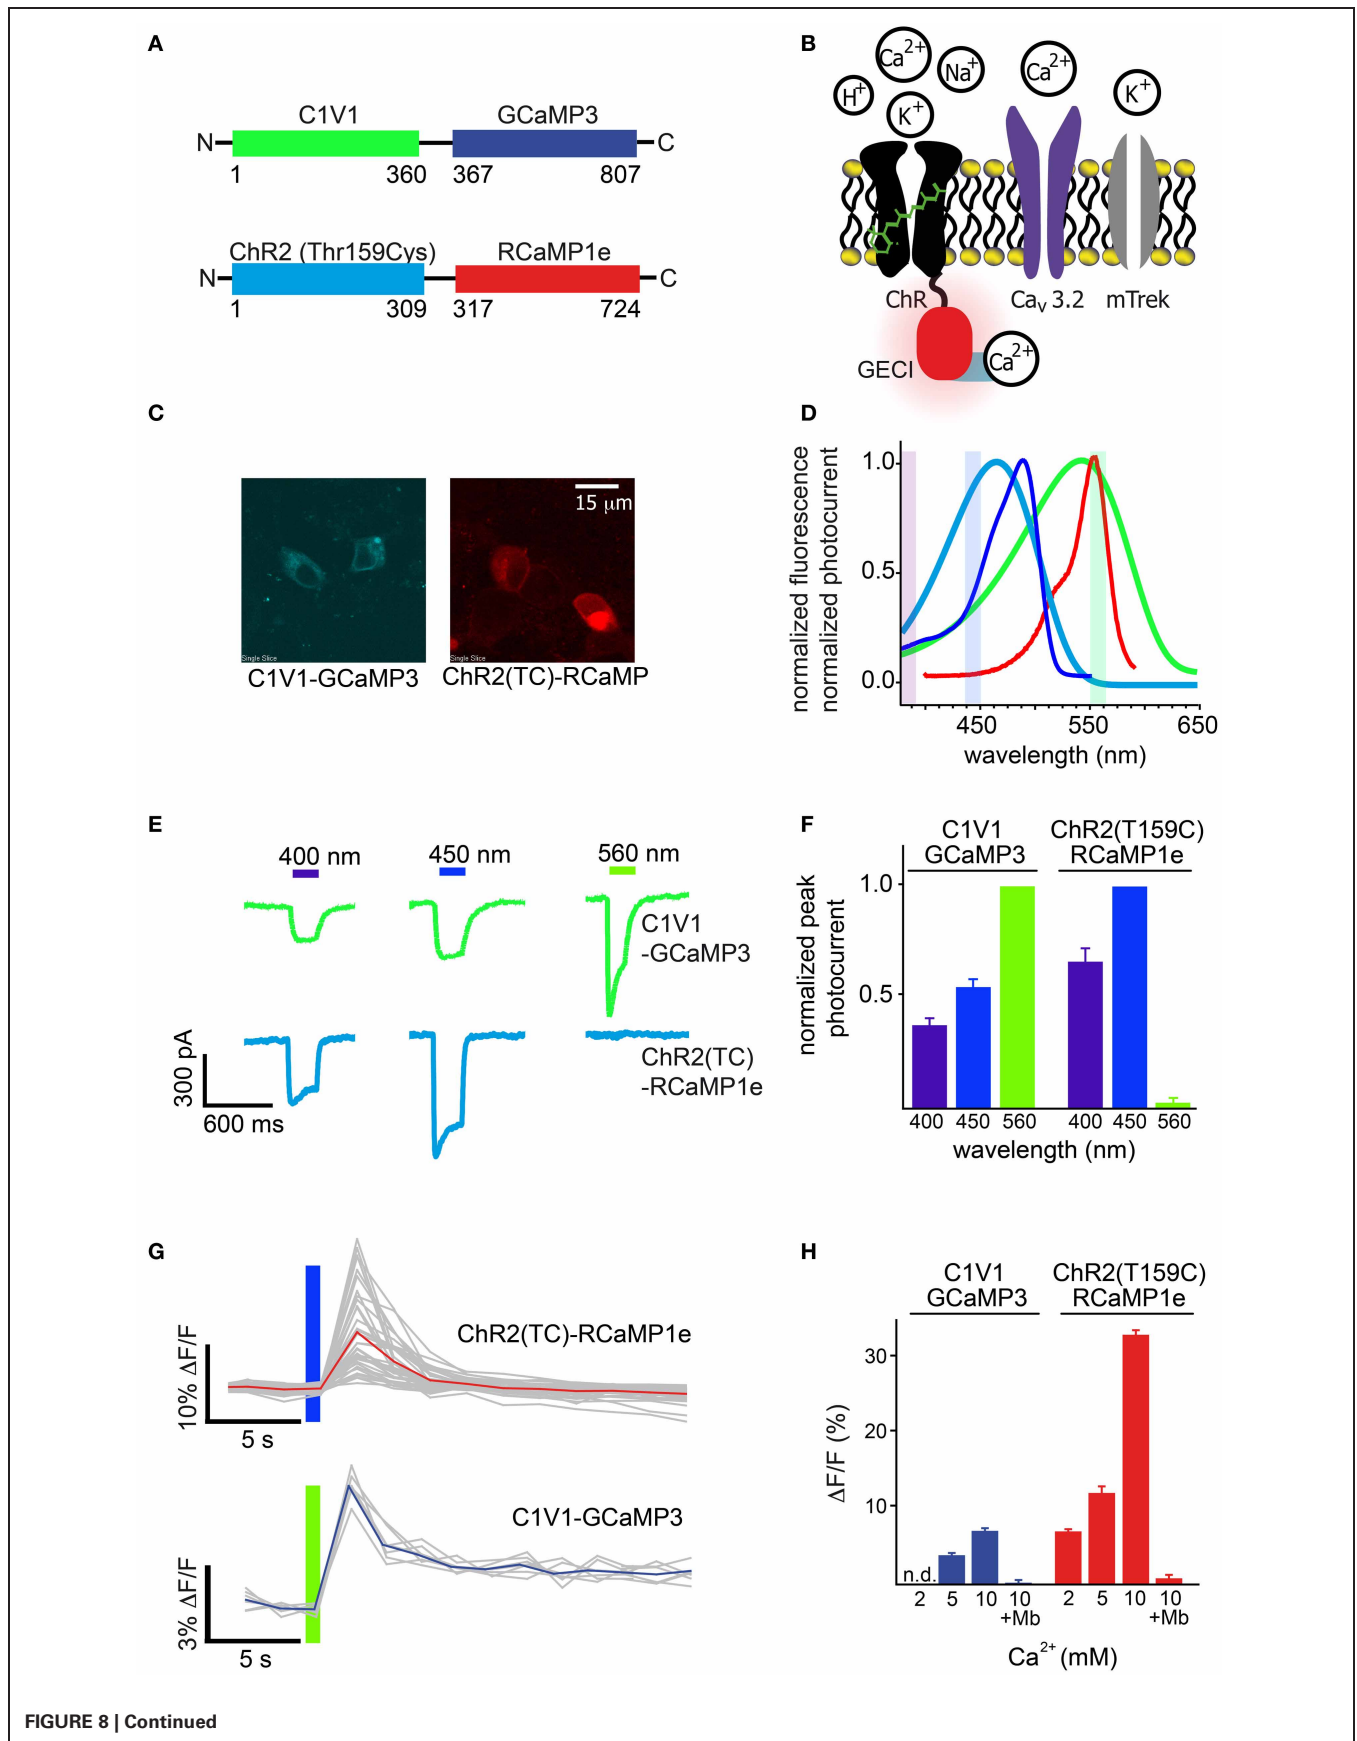 A
C1V1 GCaMP3
N C
1 360 367 807
ChR2 (Thr159Cys) RCaMP1e
N C
1 309 317 724
B
Ca2+ Na+ Ca2+
H+ K+ K+
ChR Cav 3.2 mTrek
GECI Ca2+
C
15 µm
Single Slice Single Slice
C1V1-GCaMP3 ChR2(TC)-RCaMP
D
normalized fluorescence
normalized photocurrent
1.0
0.5
0.0
450 550 650
wavelength (nm)
E
400 nm 450 nm 560 nm
C1V1
-GCaMP3
ChR2(TC)
-RCaMP1e
300 pA
600 ms
F
C1V1 ChR2(T159C)
GCaMP3 RCaMP1e
normalized peak
photocurrent
1.0
0.5
400 450 560 400 450 560
wavelength (nm)
G
ChR2(TC)-RCaMP1e
10% ΔF/F
5 s
C1V1-GCaMP3
3% ΔF/F
5 s
H
C1V1 ChR2(T159C)
GCaMP3 RCaMP1e
ΔF/F (%)
30
20
10
n.d.
2 5 10 10 2 5 10 10
+Mb +Mb
Ca2+ (mM)
FIGURE 8 | Continued